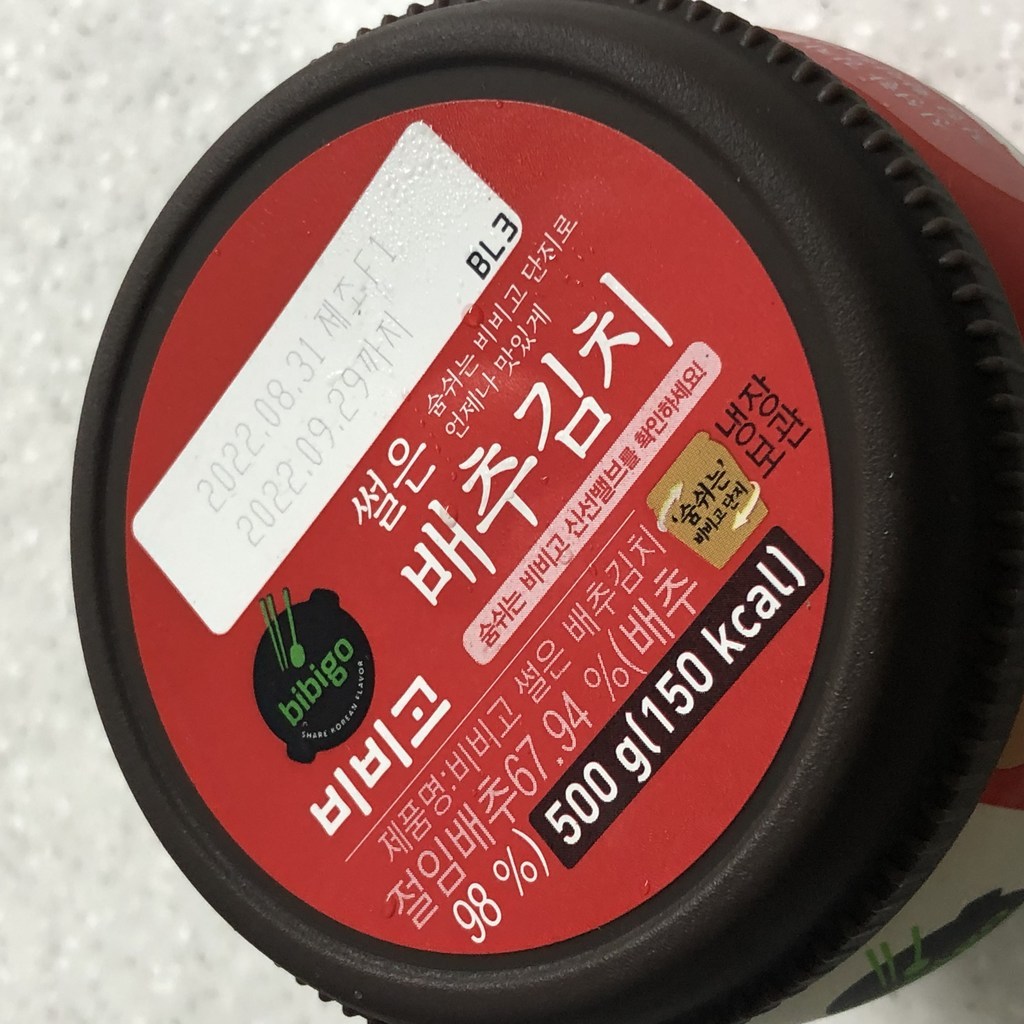 2022.08.31 제조F1
2022.09.29까지
BL3
숨쉬는 비비고 단지로
언제나 맛있게
썰은
배추김치
숨쉬는 비비고 신선밸브를 확인하세요!
bibigo
SHARE KOREAN FLAVOR
비비고
'숨쉬는'
비비고 단지
냉장
보관
제품명:비비고 썰은 배추김치
절임배추67.94 %(배추
98 %)
500 g(150 kcal)